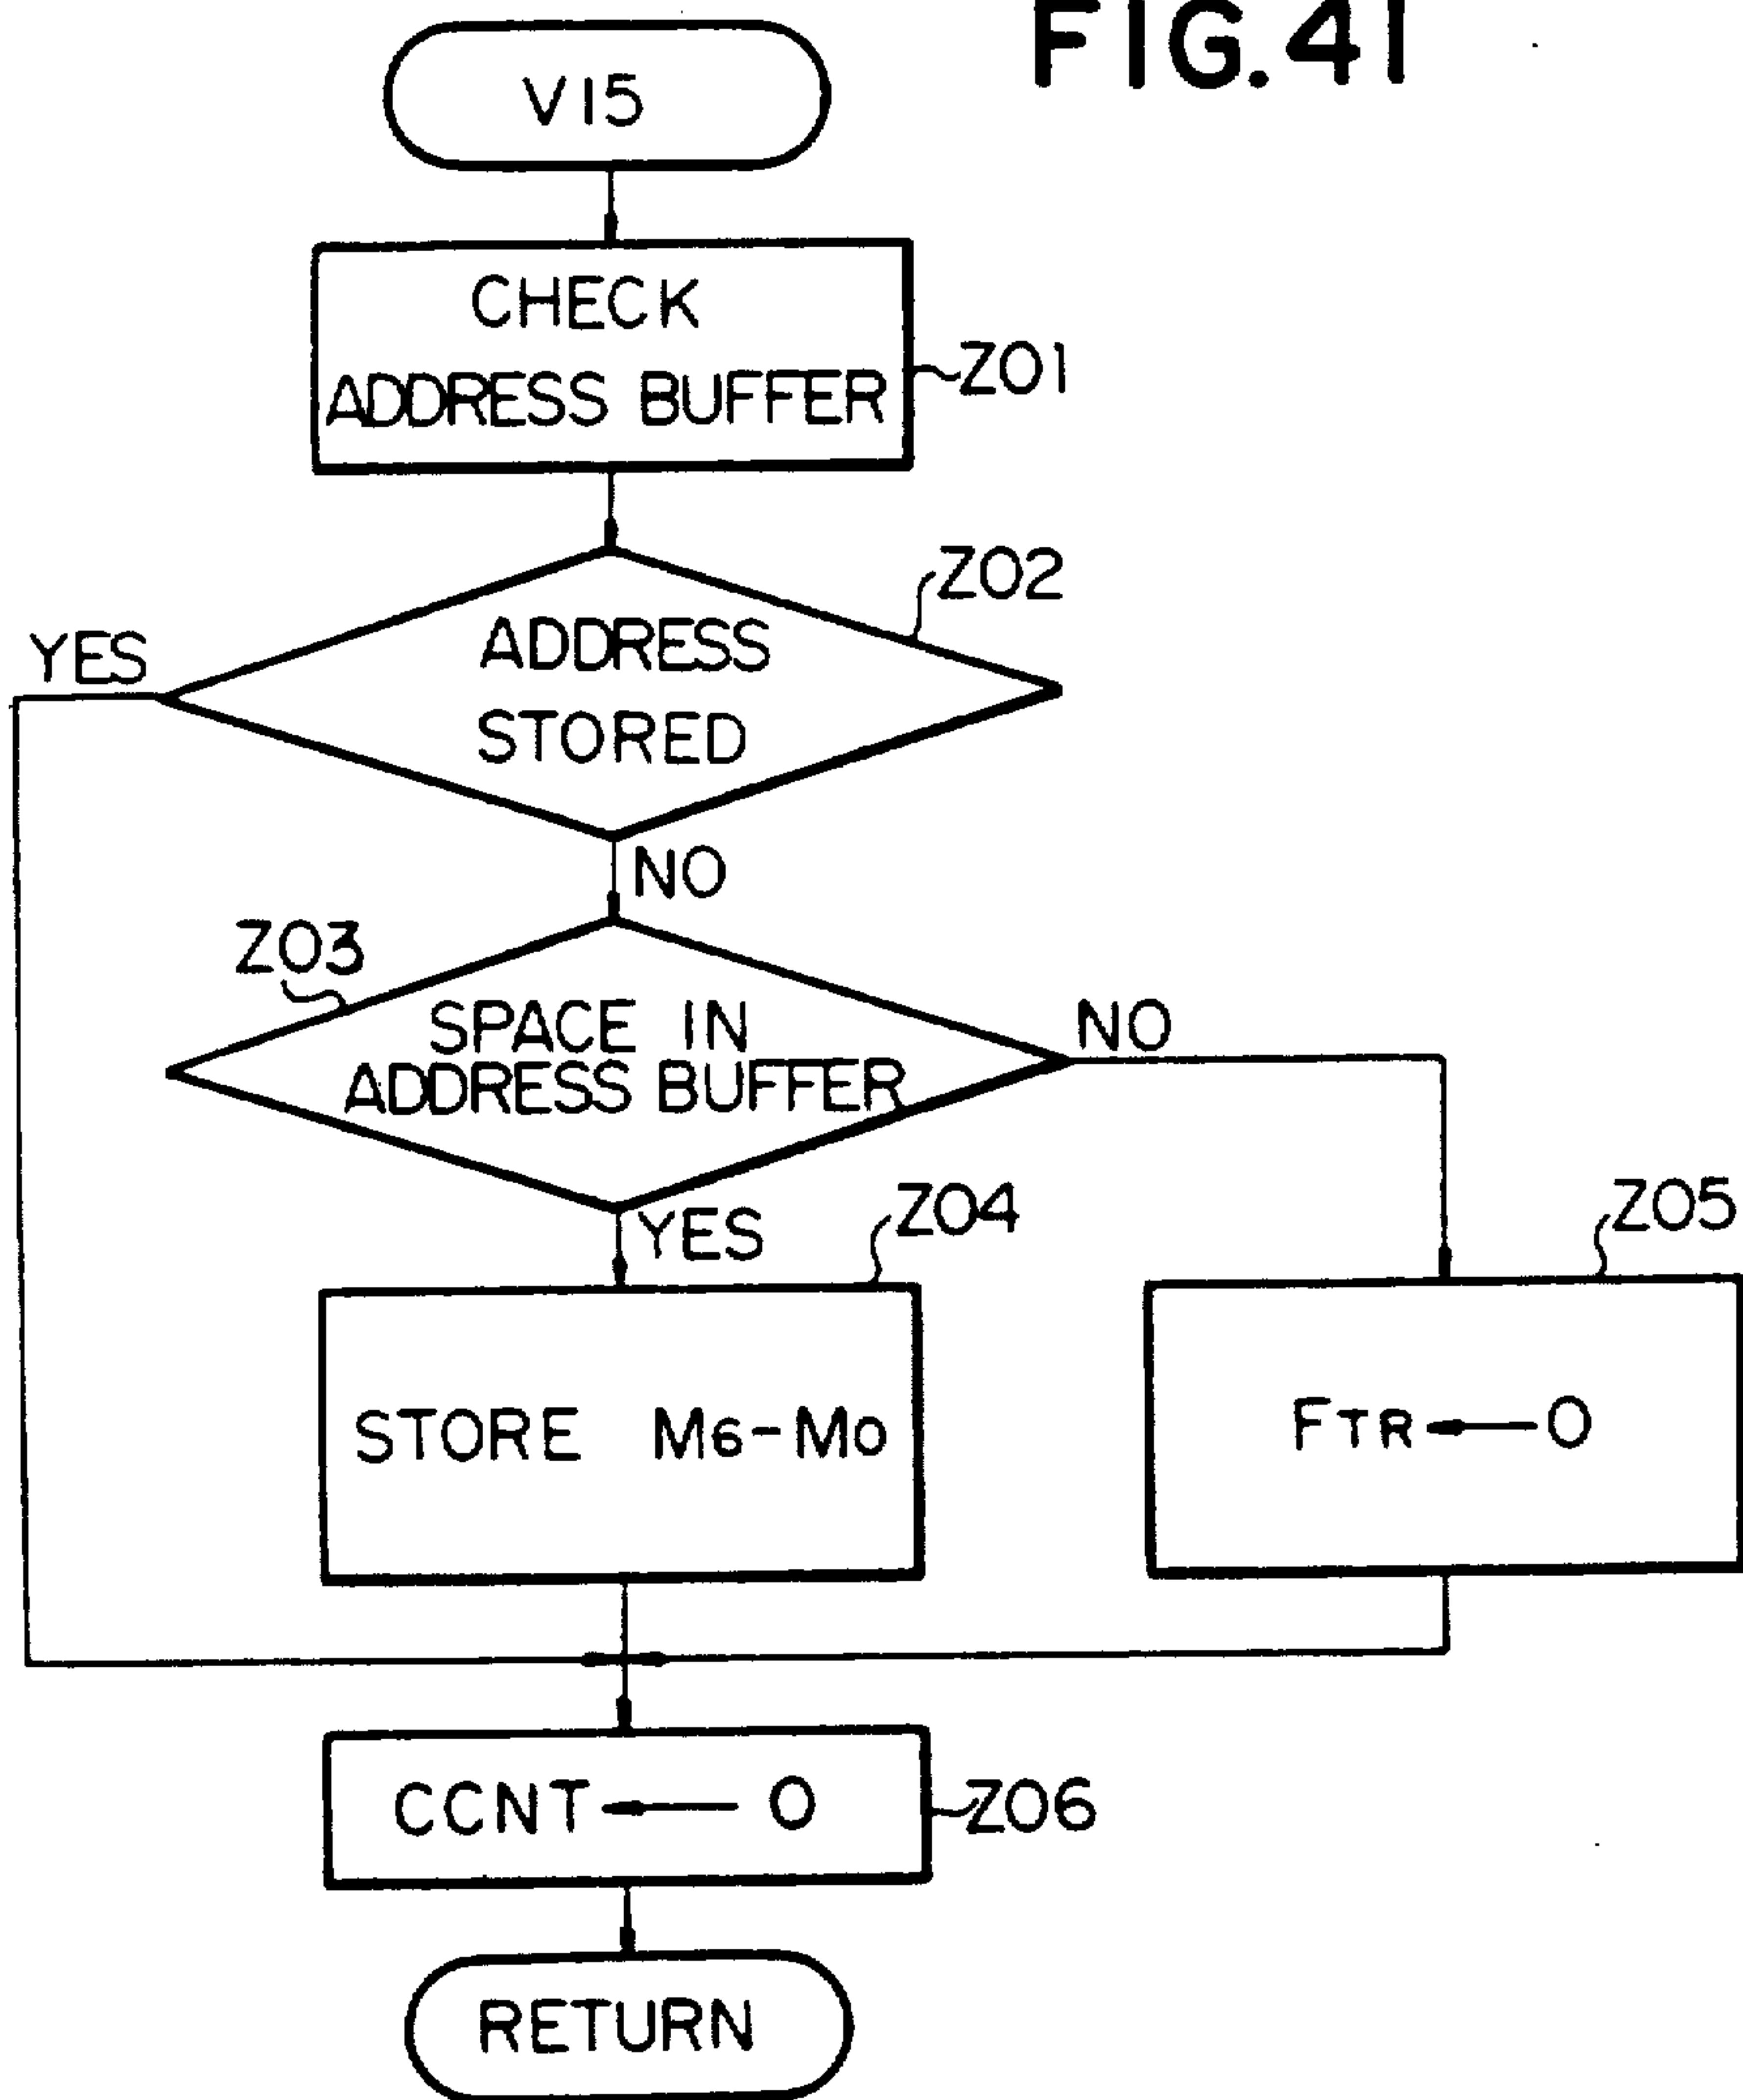 FIG.41
V15
CHECK
ADDRESS BUFFER
Z01
Z02
ADDRESS
STORED
YES
NO
Z03
SPACE IN
ADDRESS BUFFER
NO
YES
Z04
Z05
STORE M6-M0
FTR ← 0
CCNT ← 0
Z06
RETURN